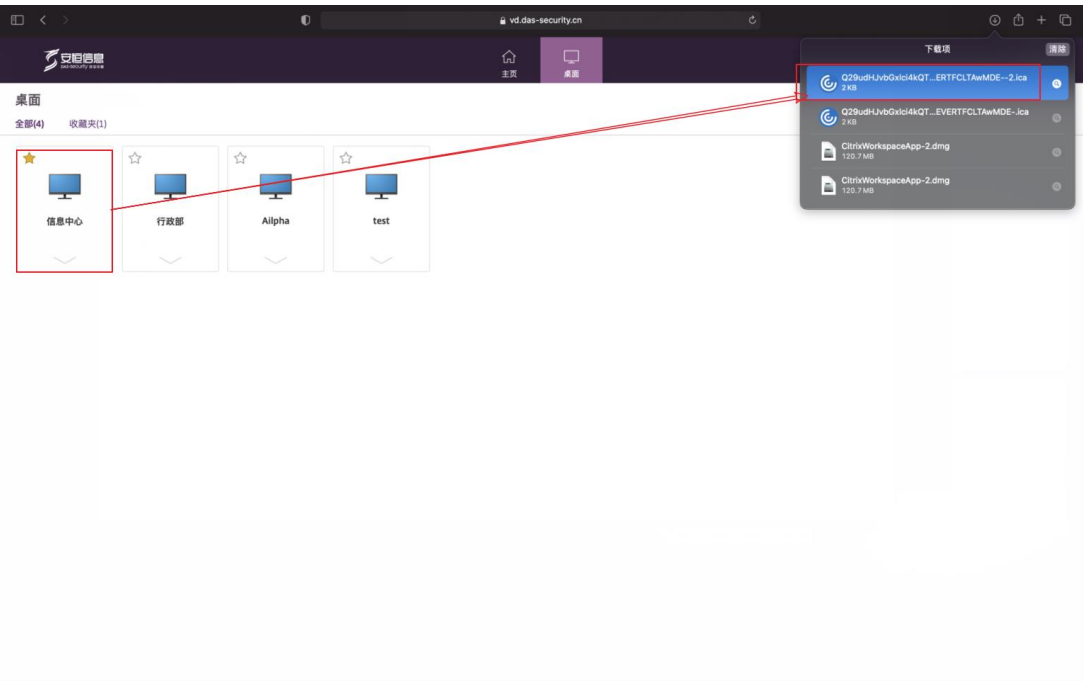 vd.das-security.cn
安恒信息
das-security
主页
桌面
下载项
清除
Q29udHJvbGxlci4kQT...ERTFCLTAwMDE--2.ica
2 KB
Q29udHJvbGxlci4kQT...EVERTFCLTAwMDE-.ica
2 KB
CitrixWorkspaceApp-2.dmg
120.7 MB
CitrixWorkspaceApp-2.dmg
120.7 MB
桌面
全部(4) 收藏夹(1)
信息中心
行政部
Ailpha
test